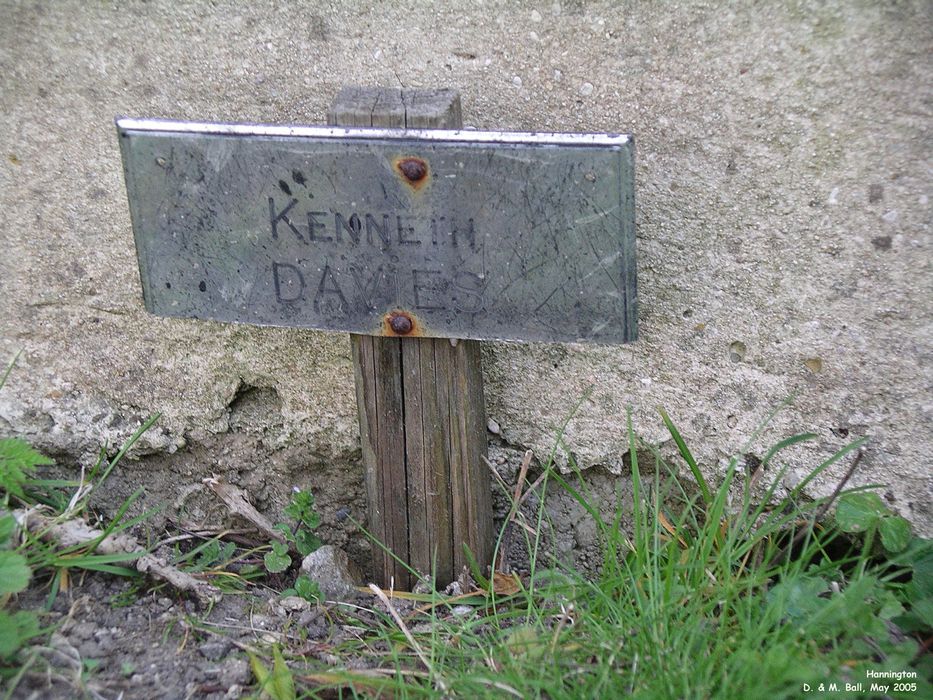 KENNETH
DAVIES
Hannington
D. & M. Ball, May 2005